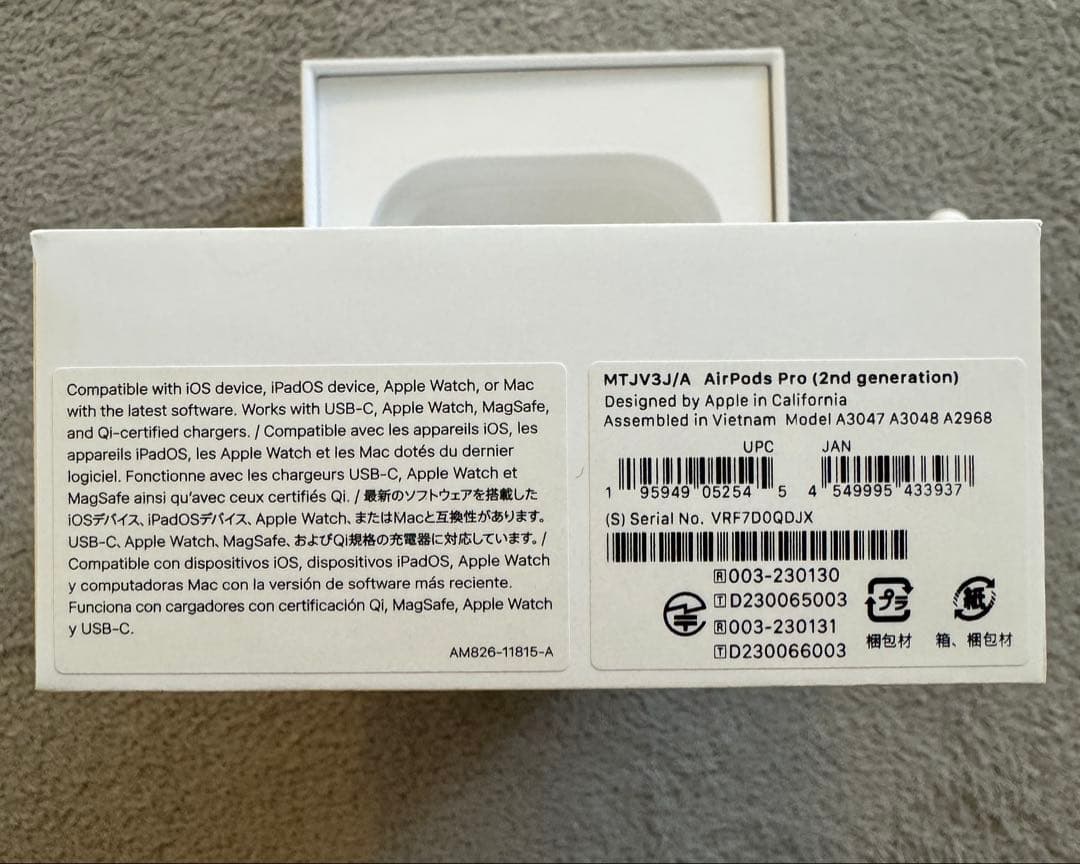 Compatible with iOS device, iPadOS device, Apple Watch, or Mac
with the latest software. Works with USB-C, Apple Watch, MagSafe,
and Qi-certified chargers. / Compatible avec les appareils iOS, les
appareils iPadOS, les Apple Watch et les Mac dotés du dernier
logiciel. Fonctionne avec les chargeurs USB-C, Apple Watch et
MagSafe ainsi qu'avec ceux certifiés Qi. / 最新のソフトウェアを搭載した
iOSデバイス、iPadOSデバイス、Apple Watch、またはMacと互換性があります。
USB-C、Apple Watch、MagSafe、およびQi規格の充電器に対応しています。/
Compatible con dispositivos iOS, dispositivos iPadOS, Apple Watch
y computadoras Mac con la versión de software más reciente.
Funciona con cargadores con certificación Qi, MagSafe, Apple Watch
y USB-C.
AM826-11815-A
MTJV3J/A AirPods Pro (2nd generation)
Designed by Apple in California
Assembled in Vietnam Model A3047 A3048 A2968
UPC JAN
1 95949 05254 5 4 549995 433937
(S) Serial No. VRF7D0QDJX
R 003-230130
T D230065003
R 003-230131
T D230066003
プラ 紙
梱包材 箱、梱包材